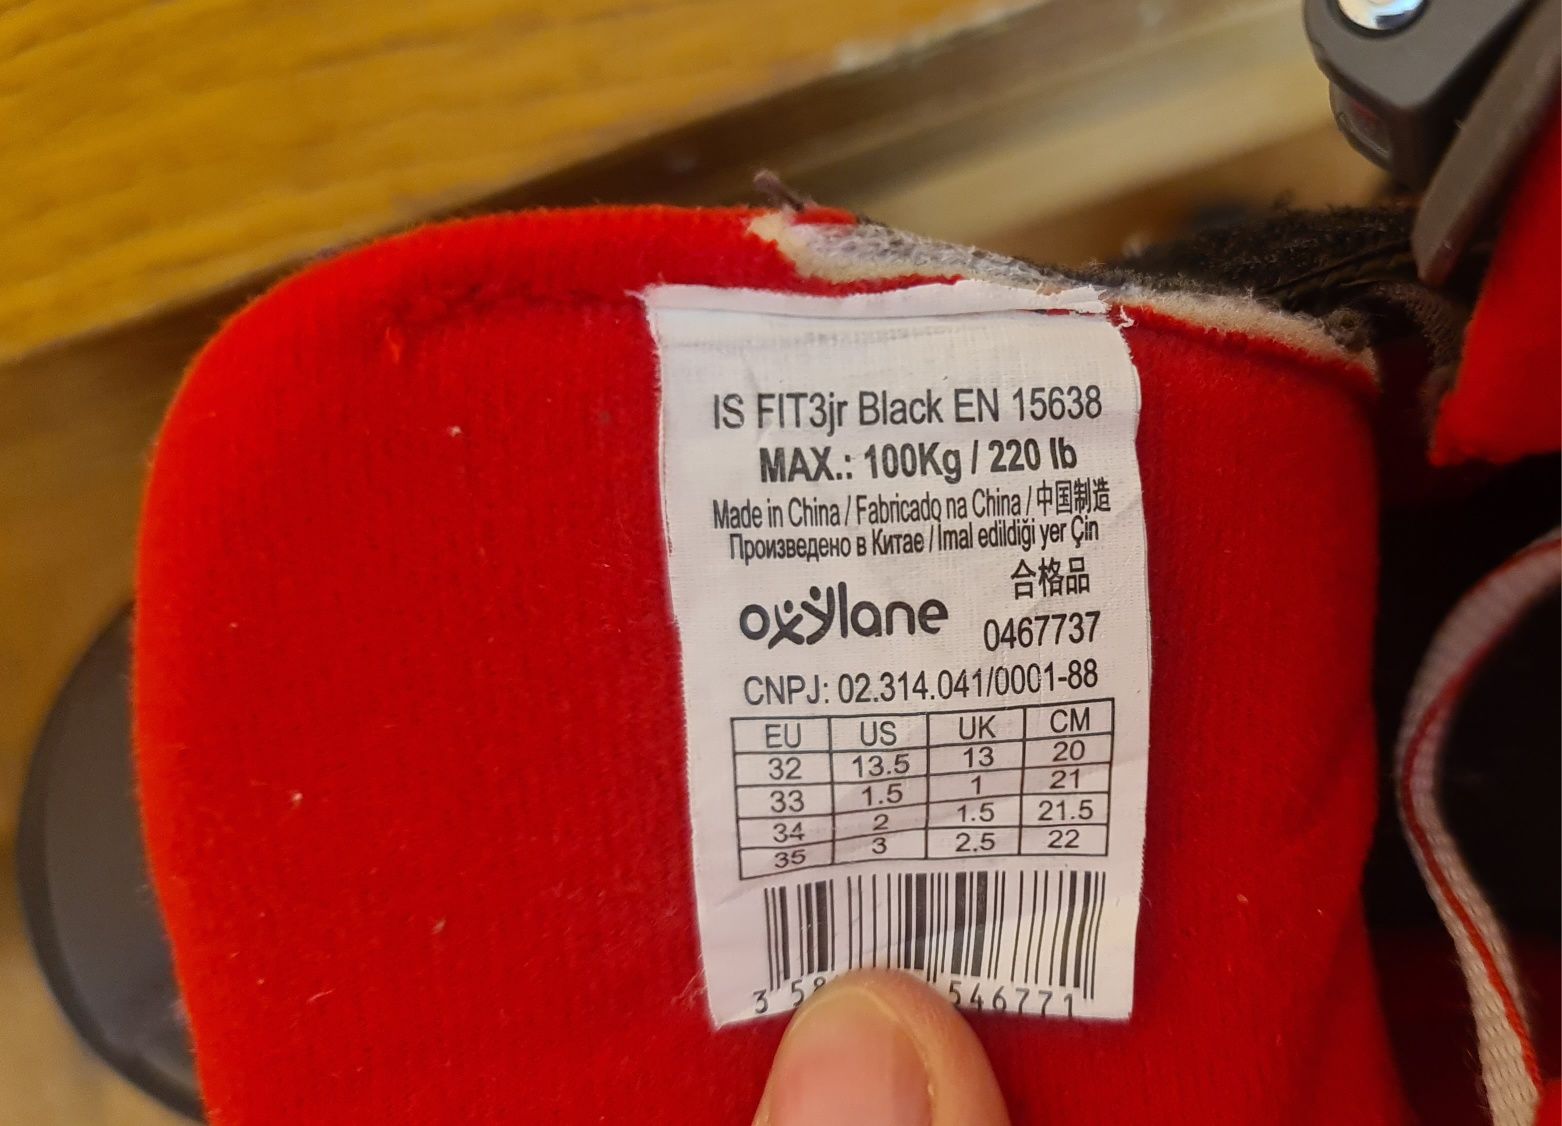 IS FIT3jr Black EN 15638
MAX.: 100Kg / 220 lb
Made in China / Fabricado na China / 中国制造
Произведено в Китае / Imal edildiği yer Çin
合格品
oxylane 0467737
CNPJ: 02.314.041/0001-88
EU US UK CM
32 13.5 13 20
33 1.5 1 21
34 2 1.5 21.5
35 3 2.5 22
3 58 546771